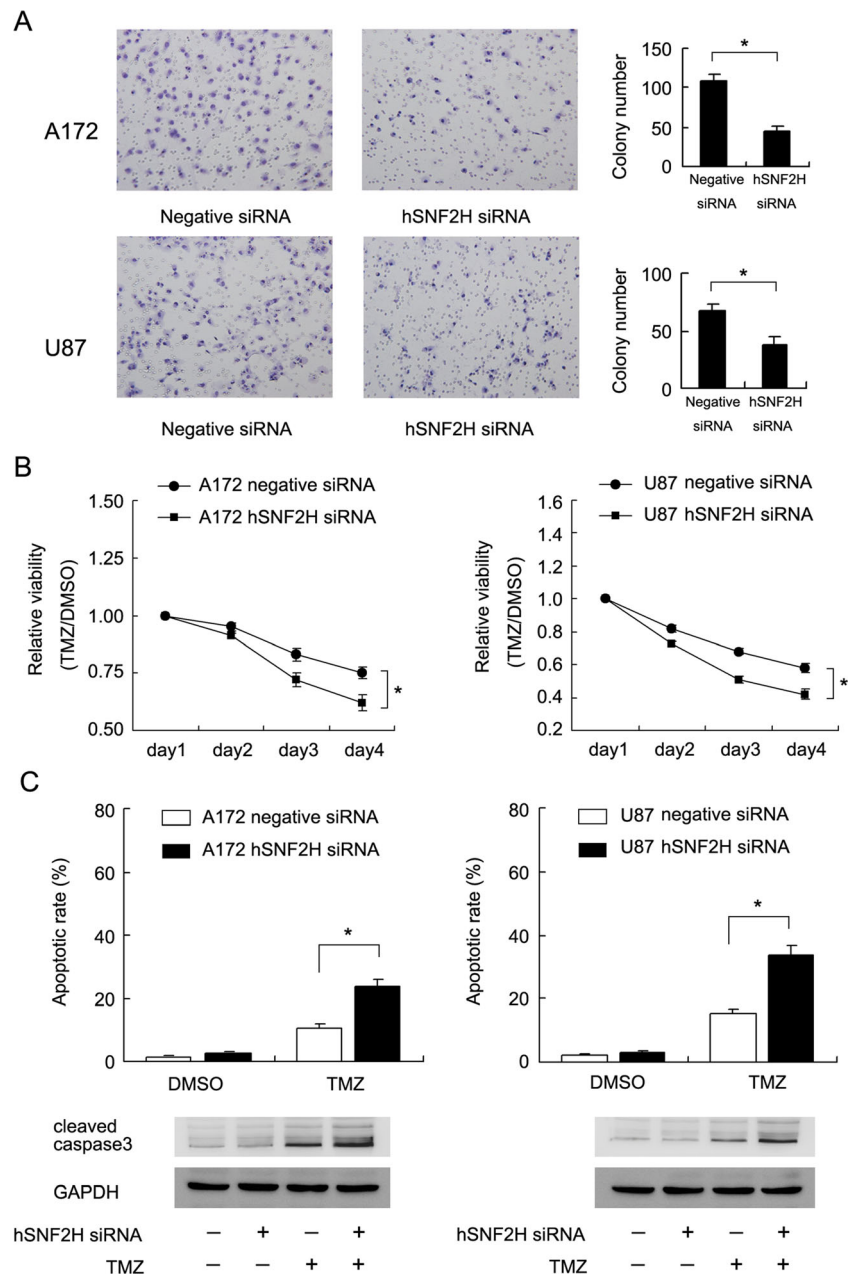 A
A172
Negative siRNA
hSNF2H siRNA
Colony number
150
100
50
0
*
Negative siRNA
hSNF2H siRNA
U87
Negative siRNA
hSNF2H siRNA
Colony number
100
50
0
*
Negative siRNA
hSNF2H siRNA
B
A172 negative siRNA
A172 hSNF2H siRNA
Relative viability
(TMZ/DMSO)
1.50
1.25
1.00
0.75
0.50
*
day1 day2 day3 day4
U87 negative siRNA
U87 hSNF2H siRNA
Relative viability
(TMZ/DMSO)
1.6
1.4
1.2
1.0
0.8
0.6
0.4
0.2
*
day1 day2 day3 day4
C
A172 negative siRNA
A172 hSNF2H siRNA
Apoptotic rate (%)
80
60
40
20
0
*
DMSO TMZ
U87 negative siRNA
U87 hSNF2H siRNA
Apoptotic rate (%)
80
60
40
20
0
*
DMSO TMZ
cleaved
caspase3
GAPDH
hSNF2H siRNA – + – +
TMZ – – + +
hSNF2H siRNA – + – +
TMZ – – + +